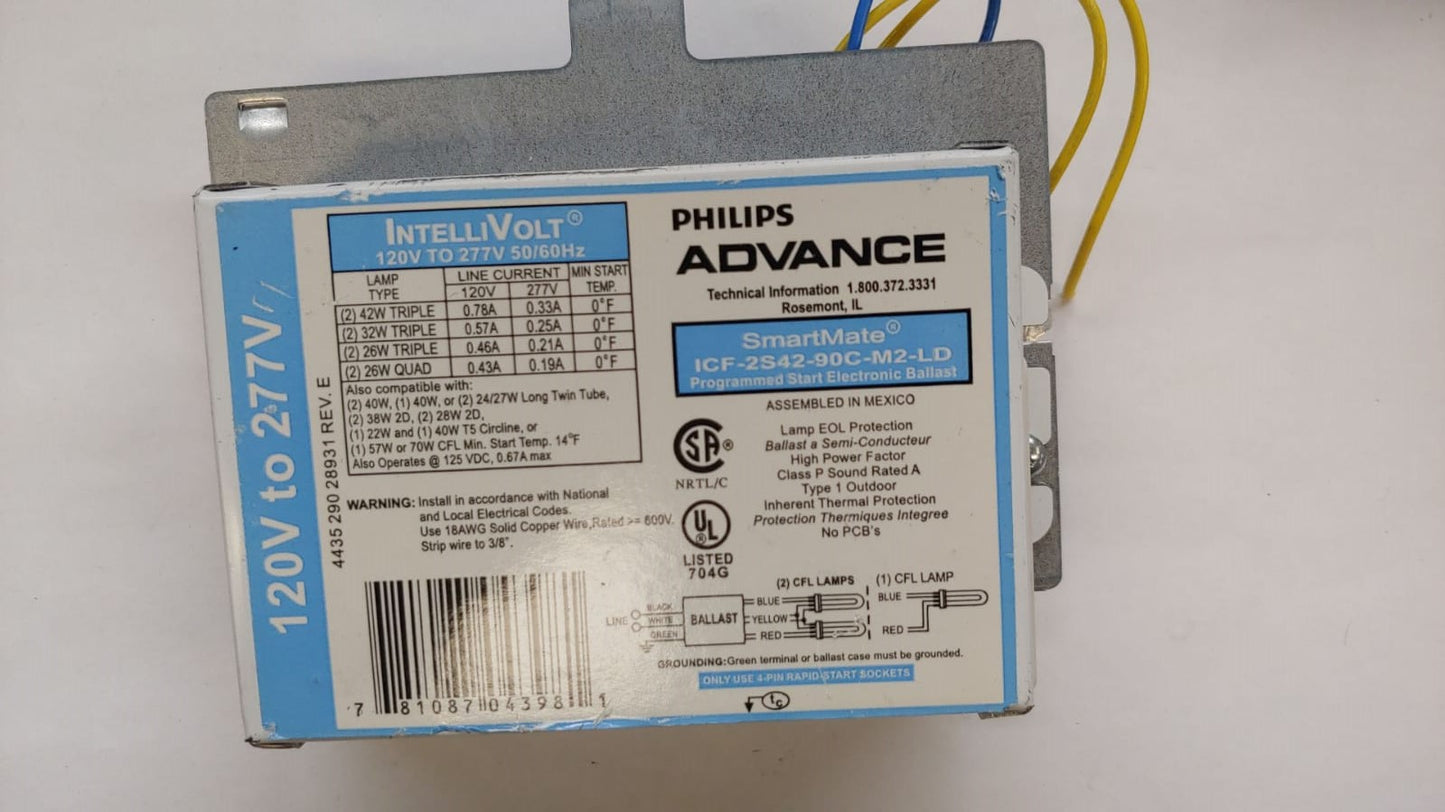 120V to 277V
4435 290 28931 REV. E
INTELLIVOLT®
120V TO 277V 50/60Hz
LAMP TYPE LINE CURRENT MIN START TEMP.
120V 277V
(2) 42W TRIPLE 0.78A 0.33A 0°F
(2) 32W TRIPLE 0.57A 0.25A 0°F
(2) 26W TRIPLE 0.46A 0.21A 0°F
(2) 26W QUAD 0.43A 0.19A 0°F
Also compatible with:
(2) 40W, (1) 40W, or (2) 24/27W Long Twin Tube,
(2) 38W 2D, (2) 28W 2D,
(1) 22W and (1) 40W T5 Circline, or
(1) 57W or 70W CFL Min. Start Temp. 14°F
Also Operates @ 125 VDC, 0.67A max
WARNING: Install in accordance with National
and Local Electrical Codes.
Use 18AWG Solid Copper Wire, Rated >= 600V.
Strip wire to 3/8".
7 81087 04398 1
PHILIPS
ADVANCE
Technical Information 1.800.372.3331
Rosemont, IL
SmartMate®
ICF-2S42-90C-M2-LD
Programmed Start Electronic Ballast
ASSEMBLED IN MEXICO
SA®
NRTL/C
UL®
LISTED
704G
Lamp EOL Protection
Ballast a Semi-Conducteur
High Power Factor
Class P Sound Rated A
Type 1 Outdoor
Inherent Thermal Protection
Protection Thermiques Integree
No PCB's
(2) CFL LAMPS (1) CFL LAMP
LINE BLACK WHITE GREEN BALLAST BLUE YELLOW RED
BLUE
RED
GROUNDING: Green terminal or ballast case must be grounded.
ONLY USE 4-PIN RAPID-START SOCKETS
tc